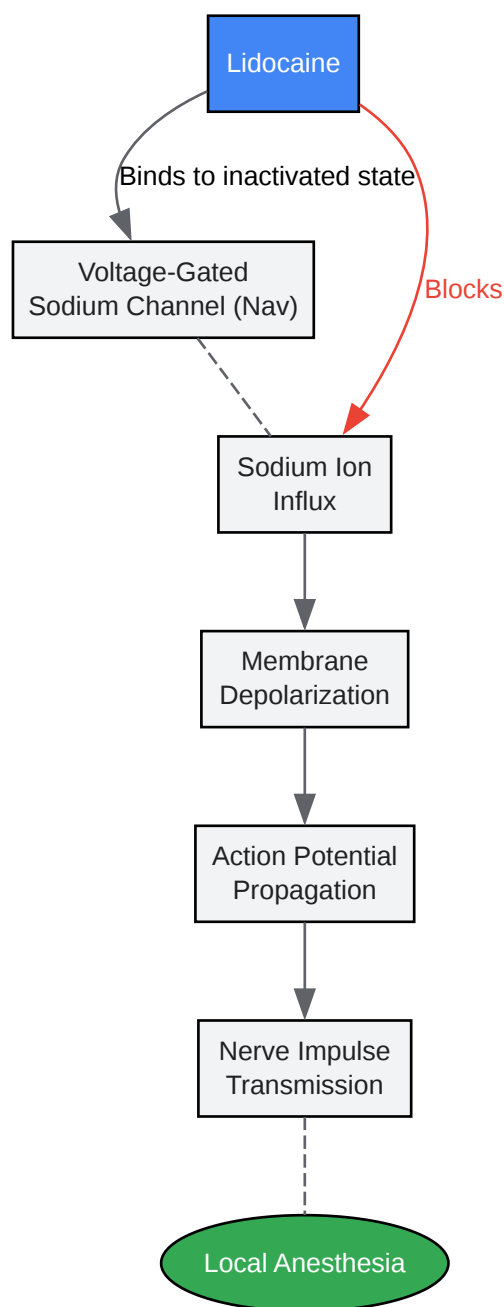 Lidocaine
Binds to inactivated state
Voltage-Gated
Sodium Channel (Nav)
Blocks
Sodium Ion
Influx
Membrane
Depolarization
Action Potential
Propagation
Nerve Impulse
Transmission
Local Anesthesia